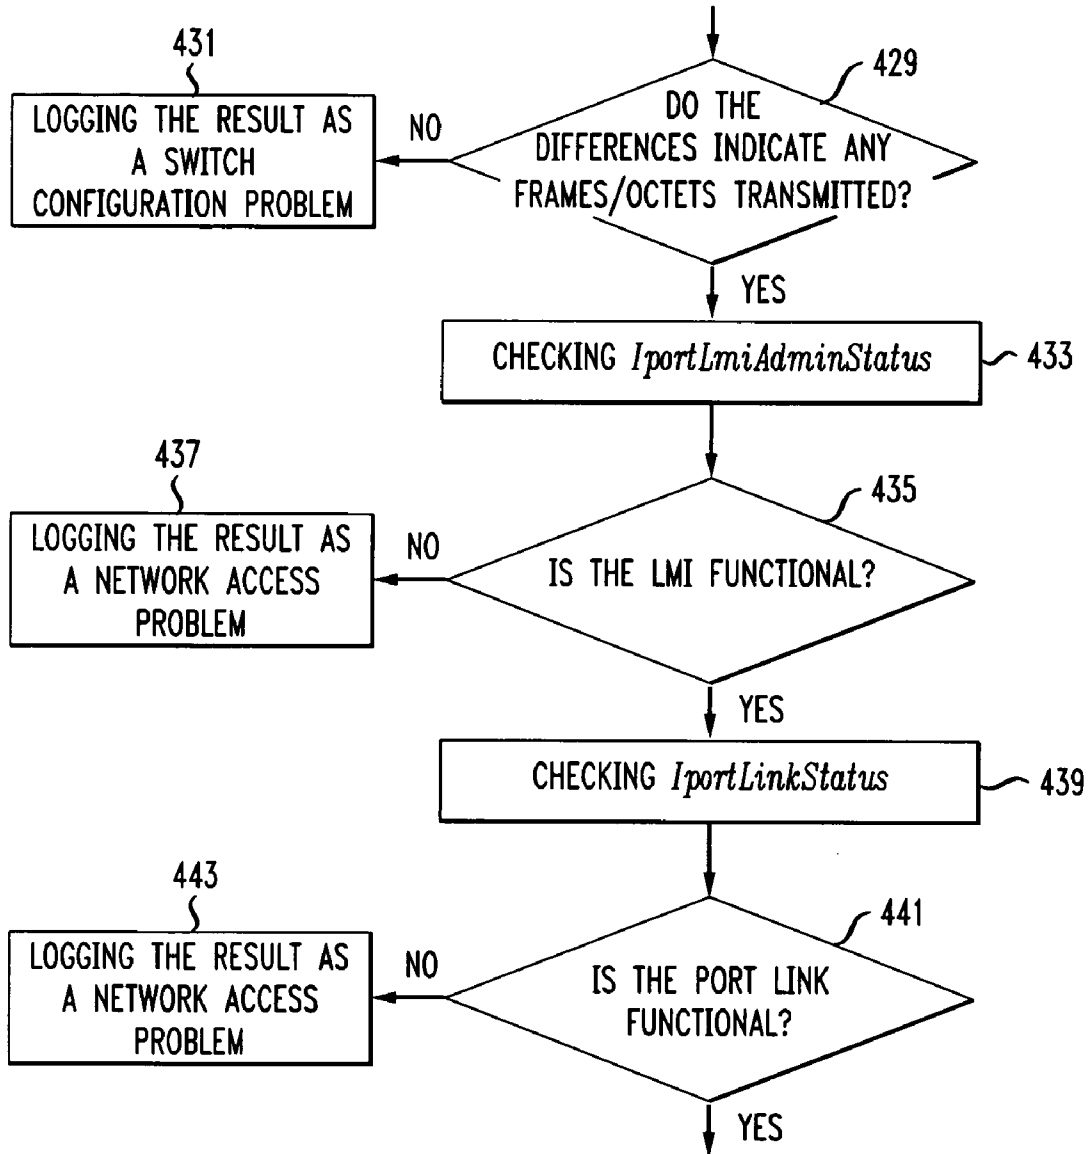 431
LOGGING THE RESULT AS
A SWITCH
CONFIGURATION PROBLEM
NO
429
DO THE
DIFFERENCES INDICATE ANY
FRAMES/OCTETS TRANSMITTED?
YES
CHECKING IportLmiAdminStatus
433
437
LOGGING THE RESULT AS
A NETWORK ACCESS
PROBLEM
NO
435
IS THE LMI FUNCTIONAL?
YES
CHECKING IportLinkStatus
439
443
LOGGING THE RESULT AS
A NETWORK ACCESS
PROBLEM
NO
441
IS THE PORT LINK
FUNCTIONAL?
YES